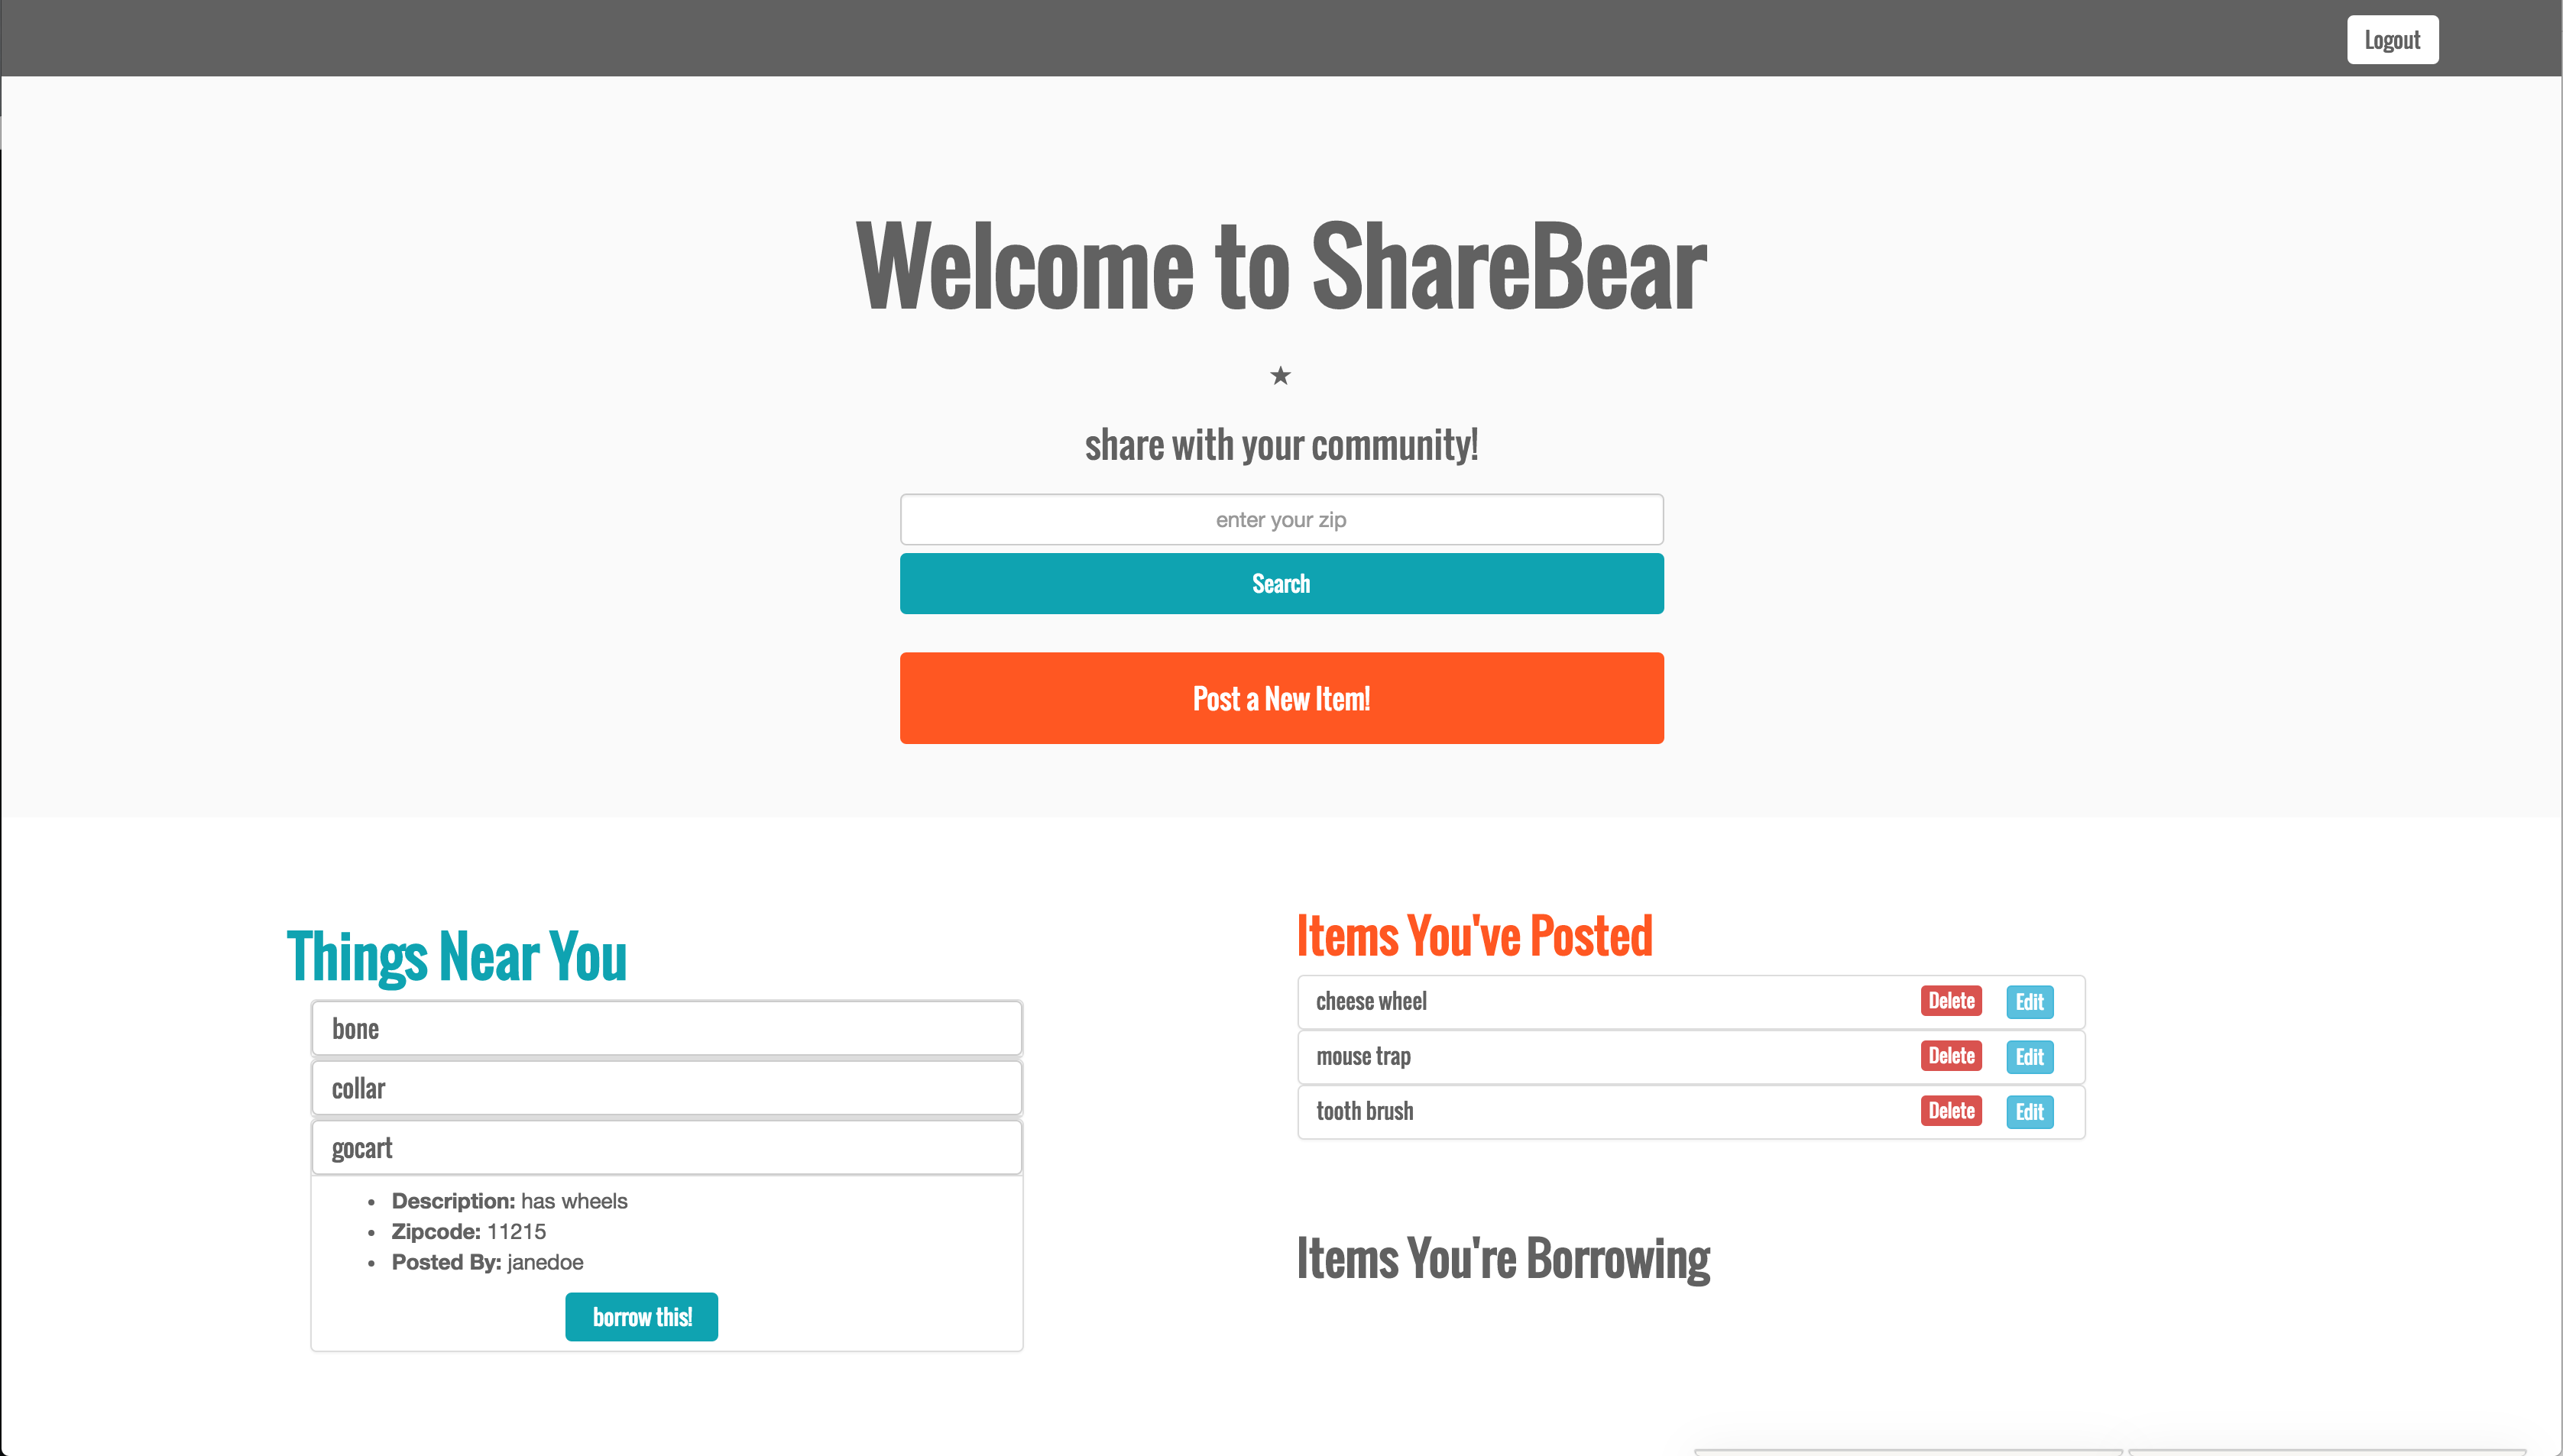 Logout
Welcome to ShareBear
share with your community!
enter your zip
Search
Post a New Item!
Things Near You
bone
collar
gocart
Description: has wheels
Zipcode: 11215
Posted By: janedoe
borrow this!
Items You've Posted
cheese wheel Delete Edit
mouse trap Delete Edit
tooth brush Delete Edit
Items You're Borrowing